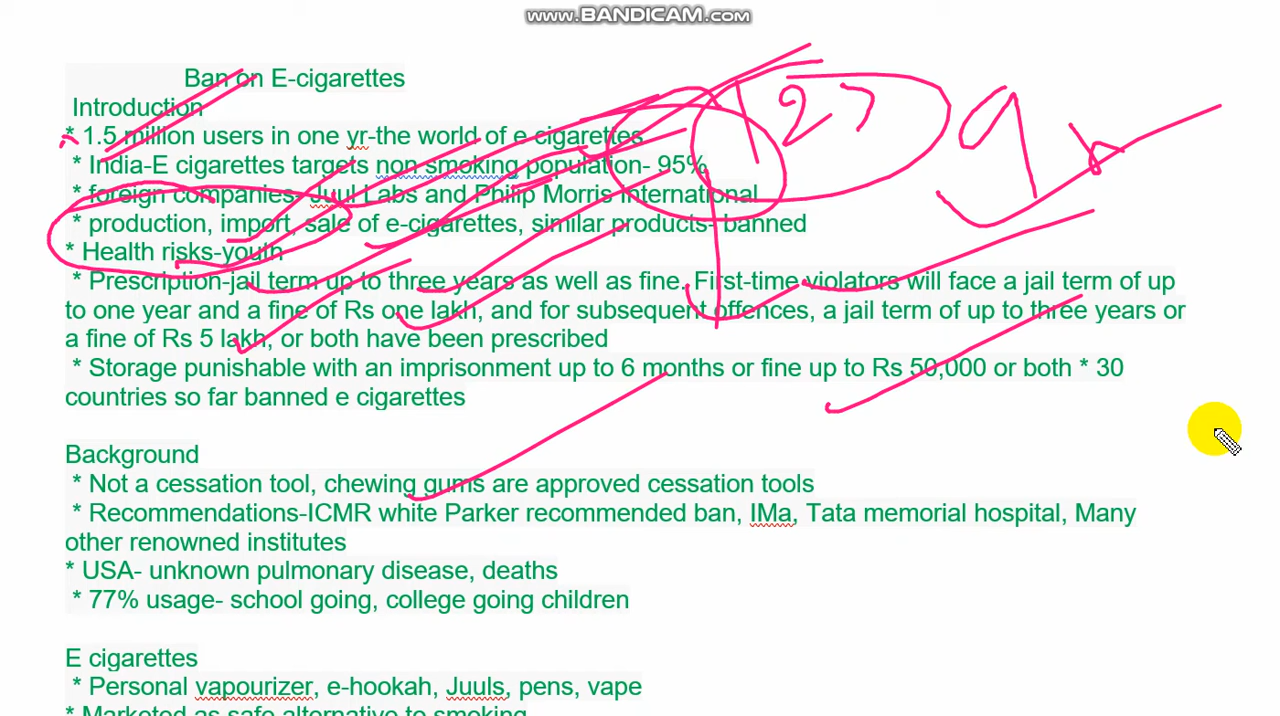 WWW.BANDICAM.COM
Ban on E-cigarettes
Introduction
* 1.5 million users in one yr-the world of e-cigarettes
* India-E cigarettes targets non smoking population- 95%
* foreign companies- Juul Labs and Philip Morris International
* production, import, sale of e-cigarettes, similar products- banned
* Health risks-youth
* Prescription-jail term up to three years as well as fine. First-time violators will face a jail term of up
to one year and a fine of Rs one lakh, and for subsequent offences, a jail term of up to three years or
a fine of Rs 5 lakh, or both have been prescribed
* Storage punishable with an imprisonment up to 6 months or fine up to Rs 50,000 or both * 30
countries so far banned e cigarettes
Background
* Not a cessation tool, chewing gums are approved cessation tools
* Recommendations-ICMR white Parker recommended ban, IMa, Tata memorial hospital, Many
other renowned institutes
* USA- unknown pulmonary disease, deaths
* 77% usage- school going, college going children
E cigarettes
* Personal vapourizer, e-hookah, Juuls, pens, vape
* Marketed as safe alternative to smoking